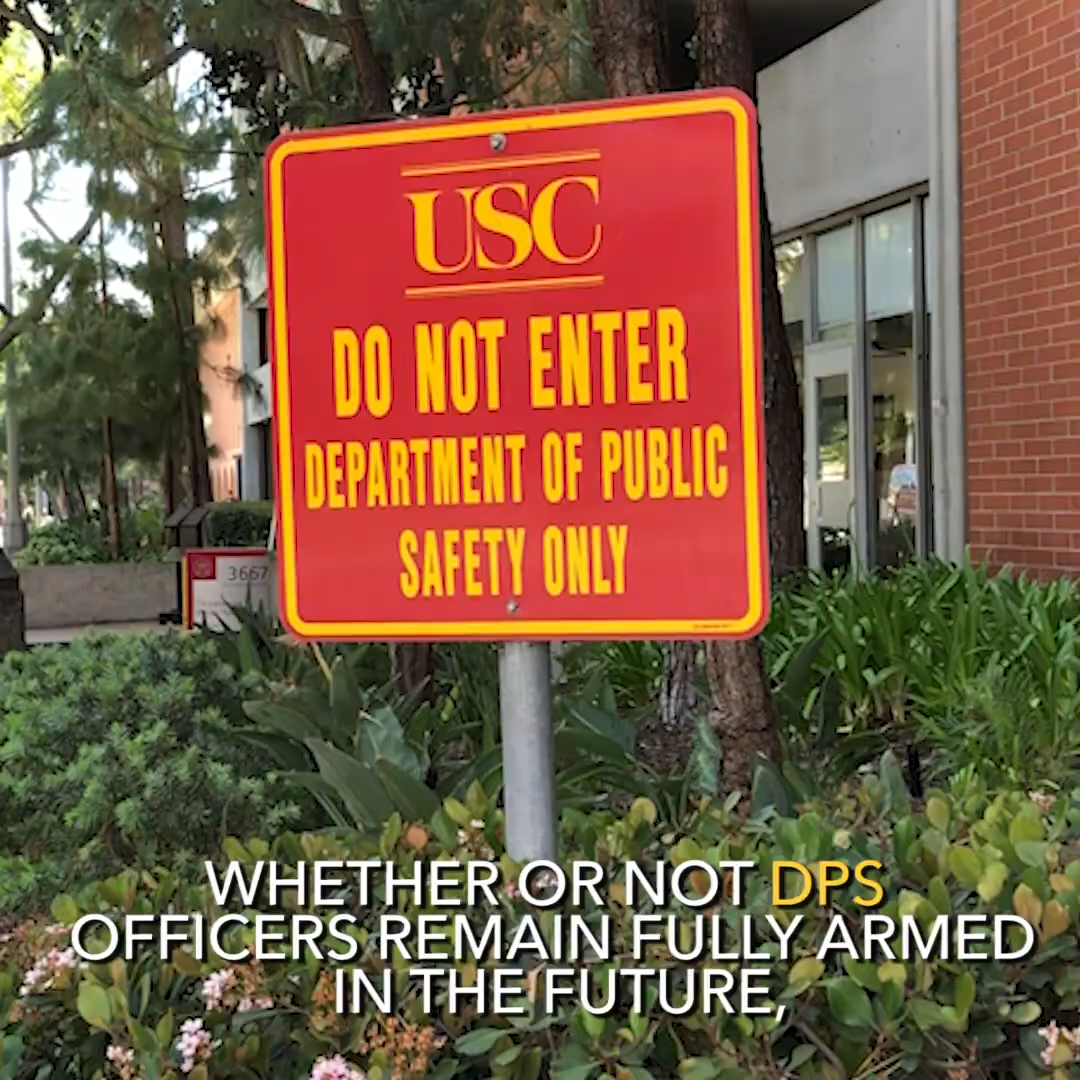 USC
DO NOT ENTER
DEPARTMENT OF PUBLIC
SAFETY ONLY
3667
WHETHER OR NOT DPS
OFFICERS REMAIN FULLY ARMED
IN THE FUTURE,